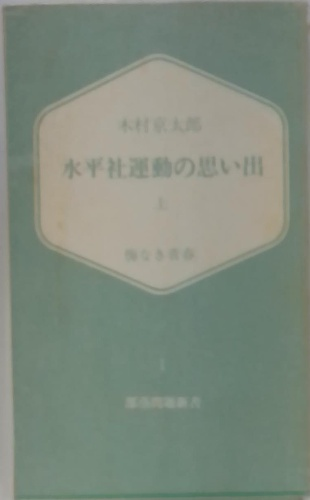 木村京太郎
水平社運動の思い出
上
悔なき青春
1
部落問題新書